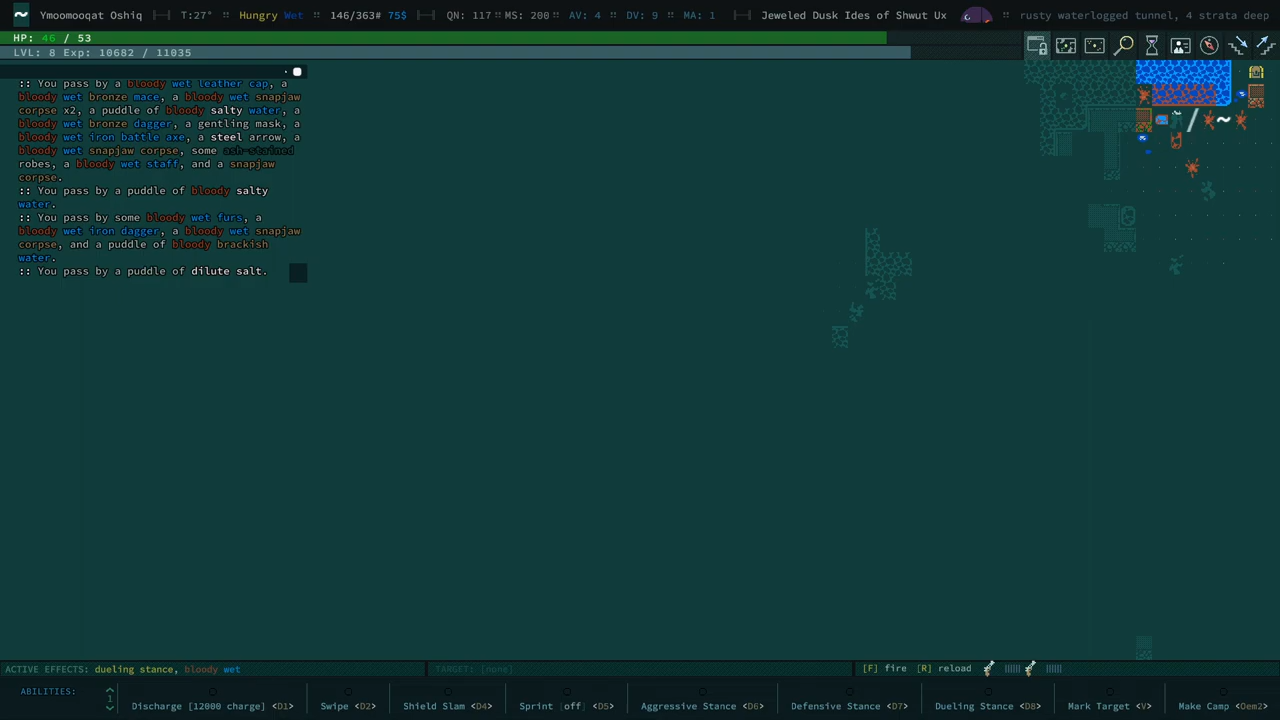 Ymoomooqat Oshiq T:27° :: Hungry Wet :: 146/363# 75$ QN: 117 :: MS: 200 :: AV: 4 :: DV: 9 :: MA: 1 Jeweled Dusk Ides of Shwut Ux :: rusty waterlogged tunnel, 4 strata deep
HP: 46 / 53
LVL: 8 Exp: 10682 / 11035
:: You pass by a bloody wet leather cap, a
bloody wet bronze mace, a bloody wet snapjaw
corpse x2, a puddle of bloody salty water, a
bloody wet bronze dagger, a gentling mask, a
bloody wet iron battle axe, a steel arrow, a
bloody wet snapjaw corpse, some ash-stained
robes, a bloody wet staff, and a snapjaw
corpse.
:: You pass by a puddle of bloody salty
water.
:: You pass by some bloody wet furs, a
bloody wet iron dagger, a bloody wet snapjaw
corpse, and a puddle of bloody brackish
water.
:: You pass by a puddle of dilute salt.
ACTIVE EFFECTS: dueling stance, bloody wet TARGET: [none] [F] fire [R] reload
ABILITIES: 1 Discharge [12000 charge] <D1> Swipe <D2> Shield Slam <D4> Sprint [off] <D5> Aggressive Stance <D6> Defensive Stance <D7> Dueling Stance <D8> Mark Target <V> Make Camp <Oem2>